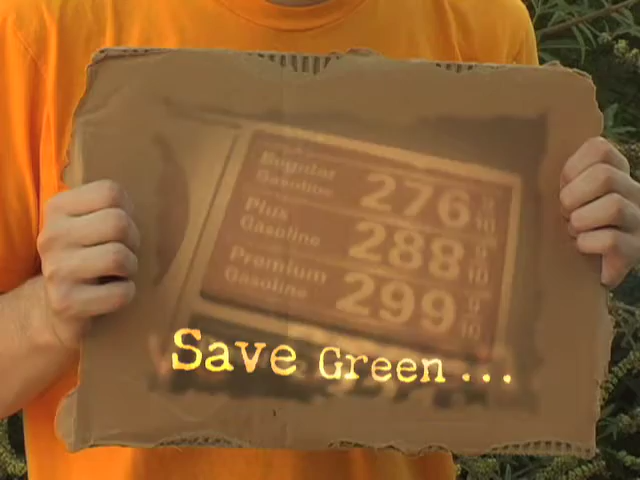 Regular 276 9/10
Gasoline
Plus 288 9/10
Gasoline
Premium 299 9/10
Gasoline
Save Green ...